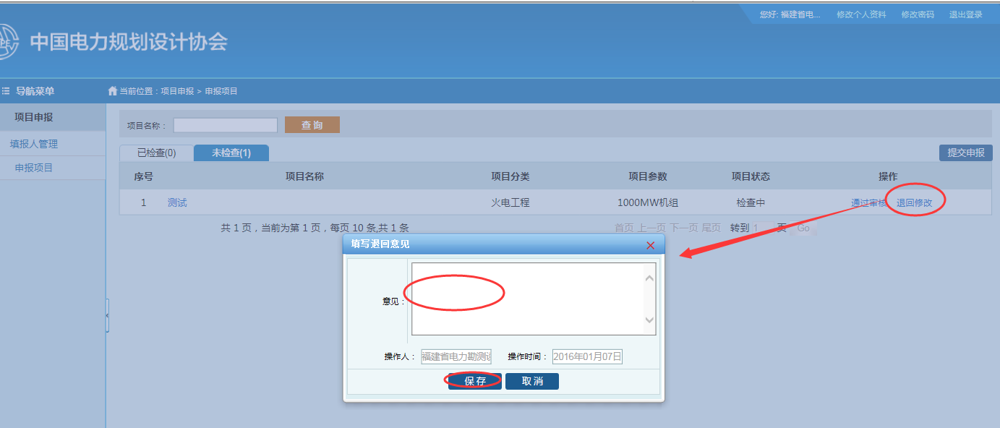 您好: 福建省电... 修改个人资料 修改密码 退出登录
中国电力规划设计协会
导航菜单 当前位置：项目申报 > 申报项目
项目申报
填报人管理
申报项目
项目名称： 查 询
已检查(0) 未检查(1) 提交申报
序号 项目名称 项目分类 项目参数 项目状态 操作
1 测试 火电工程 1000MW机组 检查中 通过审核 退回修改
共 1 页，当前为第 1 页，每页 10 条,共 1 条 首页 上一页 下一页 尾页 转到 1 页 Go
填写退回意见
意见：
操作人： 福建省电力勘测 操作时间： 2016年01月07日
保 存 取 消